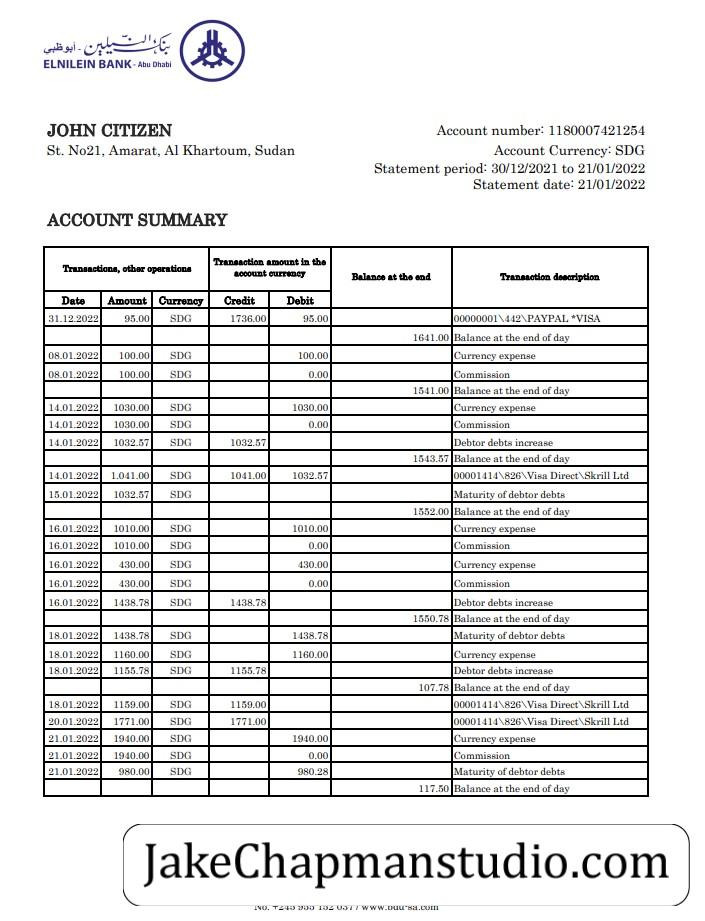 بنك النيلين - أبوظبي
ELNILEIN BANK - Abu Dhabi
JOHN CITIZEN
St. No21, Amarat, Al Khartoum, Sudan
Account number: 1180007421254
Account Currency: SDG
Statement period: 30/12/2021 to 21/01/2022
Statement date: 21/01/2022
ACCOUNT SUMMARY
Transactions, other operations Transaction amount in the account currency Balance at the end Transaction description
Date Amount Currency Credit Debit
31.12.2022 95.00 SDG 1736.00 95.00 00000001\442\PAYPAL *VISA
1641.00 Balance at the end of day
08.01.2022 100.00 SDG 100.00 Currency expense
08.01.2022 100.00 SDG 0.00 Commission
1541.00 Balance at the end of day
14.01.2022 1030.00 SDG 1030.00 Currency expense
14.01.2022 1030.00 SDG 0.00 Commission
14.01.2022 1032.57 SDG 1032.57 Debtor debts increase
1543.57 Balance at the end of day
14.01.2022 1.041.00 SDG 1041.00 1032.57 00001414\826\Visa Direct\Skrill Ltd
15.01.2022 1032.57 SDG Maturity of debtor debts
1552.00 Balance at the end of day
16.01.2022 1010.00 SDG 1010.00 Currency expense
16.01.2022 1010.00 SDG 0.00 Commission
16.01.2022 430.00 SDG 430.00 Currency expense
16.01.2022 430.00 SDG 0.00 Commission
16.01.2022 1438.78 SDG 1438.78 Debtor debts increase
1550.78 Balance at the end of day
18.01.2022 1438.78 SDG 1438.78 Maturity of debtor debts
18.01.2022 1160.00 SDG 1160.00 Currency expense
18.01.2022 1155.78 SDG 1155.78 Debtor debts increase
107.78 Balance at the end of day
18.01.2022 1159.00 SDG 1159.00 00001414\826\Visa Direct\Skrill Ltd
20.01.2022 1771.00 SDG 1771.00 00001414\826\Visa Direct\Skrill Ltd
21.01.2022 1940.00 SDG 1940.00 Currency expense
21.01.2022 1940.00 SDG 0.00 Commission
21.01.2022 980.00 SDG 980.28 Maturity of debtor debts
117.50 Balance at the end of day
JakeChapmanstudio.com